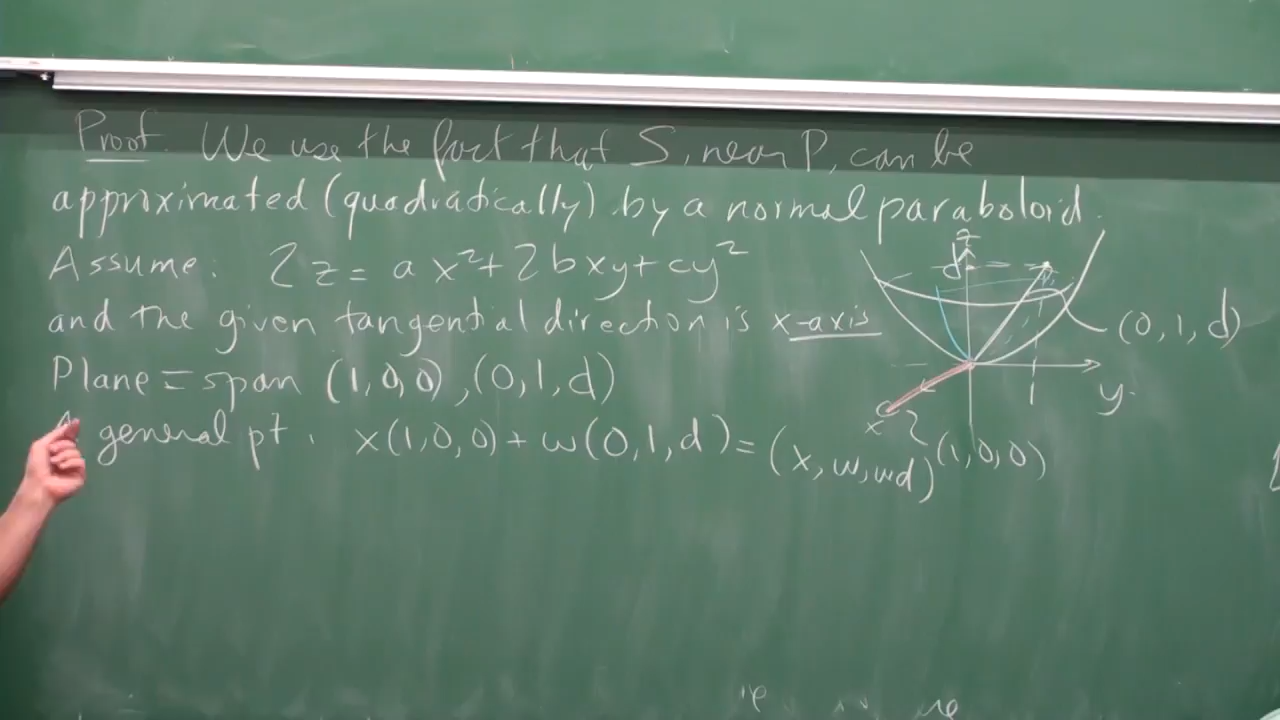 Proof. We use the fact that S, near P, can be
approximated (quadratically) by a normal paraboloid.
Assume: 2z = ax²+2bxy+cy²
and the given tangential direction is x-axis
Plane = span (1,0,0), (0,1,d)
A general pt. x(1,0,0) + w(0,1,d) = (x, w, wd)
z
d
(0,1,d)
y
x
(1,0,0)